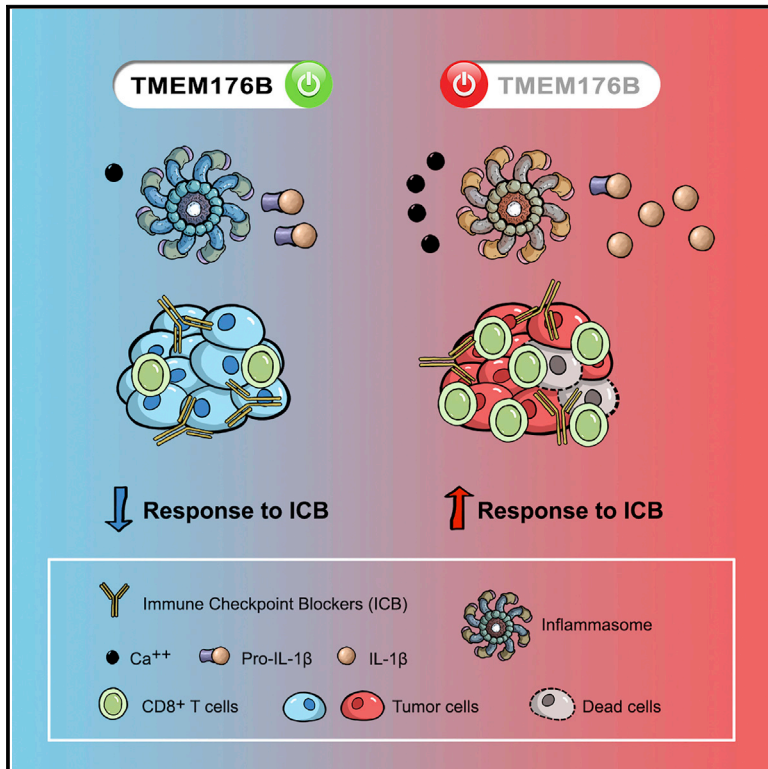 TMEM176B
TMEM176B
Response to ICB
Response to ICB
Immune Checkpoint Blockers (ICB)
Inflammasome
Ca++
Pro-IL-1β
IL-1β
CD8+ T cells
Tumor cells
Dead cells